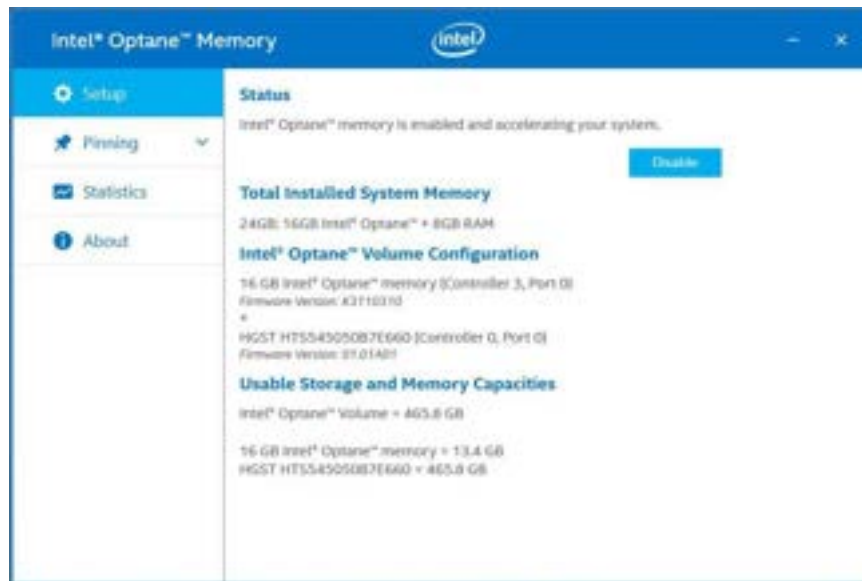 Intel® Optane™ Memory
intel
Setup
Pinning
Statistics
About
Status
Intel® Optane™ memory is enabled and accelerating your system.
Disable
Total Installed System Memory
24GB: 16GB Intel® Optane™ + 8GB RAM
Intel® Optane™ Volume Configuration
16 GB Intel® Optane™ memory [Controller 3, Port 0]
Firmware Version: K3110310
+
HGST HTS545050B7E660 [Controller 0, Port 0]
Firmware Version: 01.01A01
Usable Storage and Memory Capacities
Intel® Optane™ Volume = 465.8 GB
16 GB Intel® Optane™ memory = 13.4 GB
HGST HTS545050B7E660 = 465.8 GB